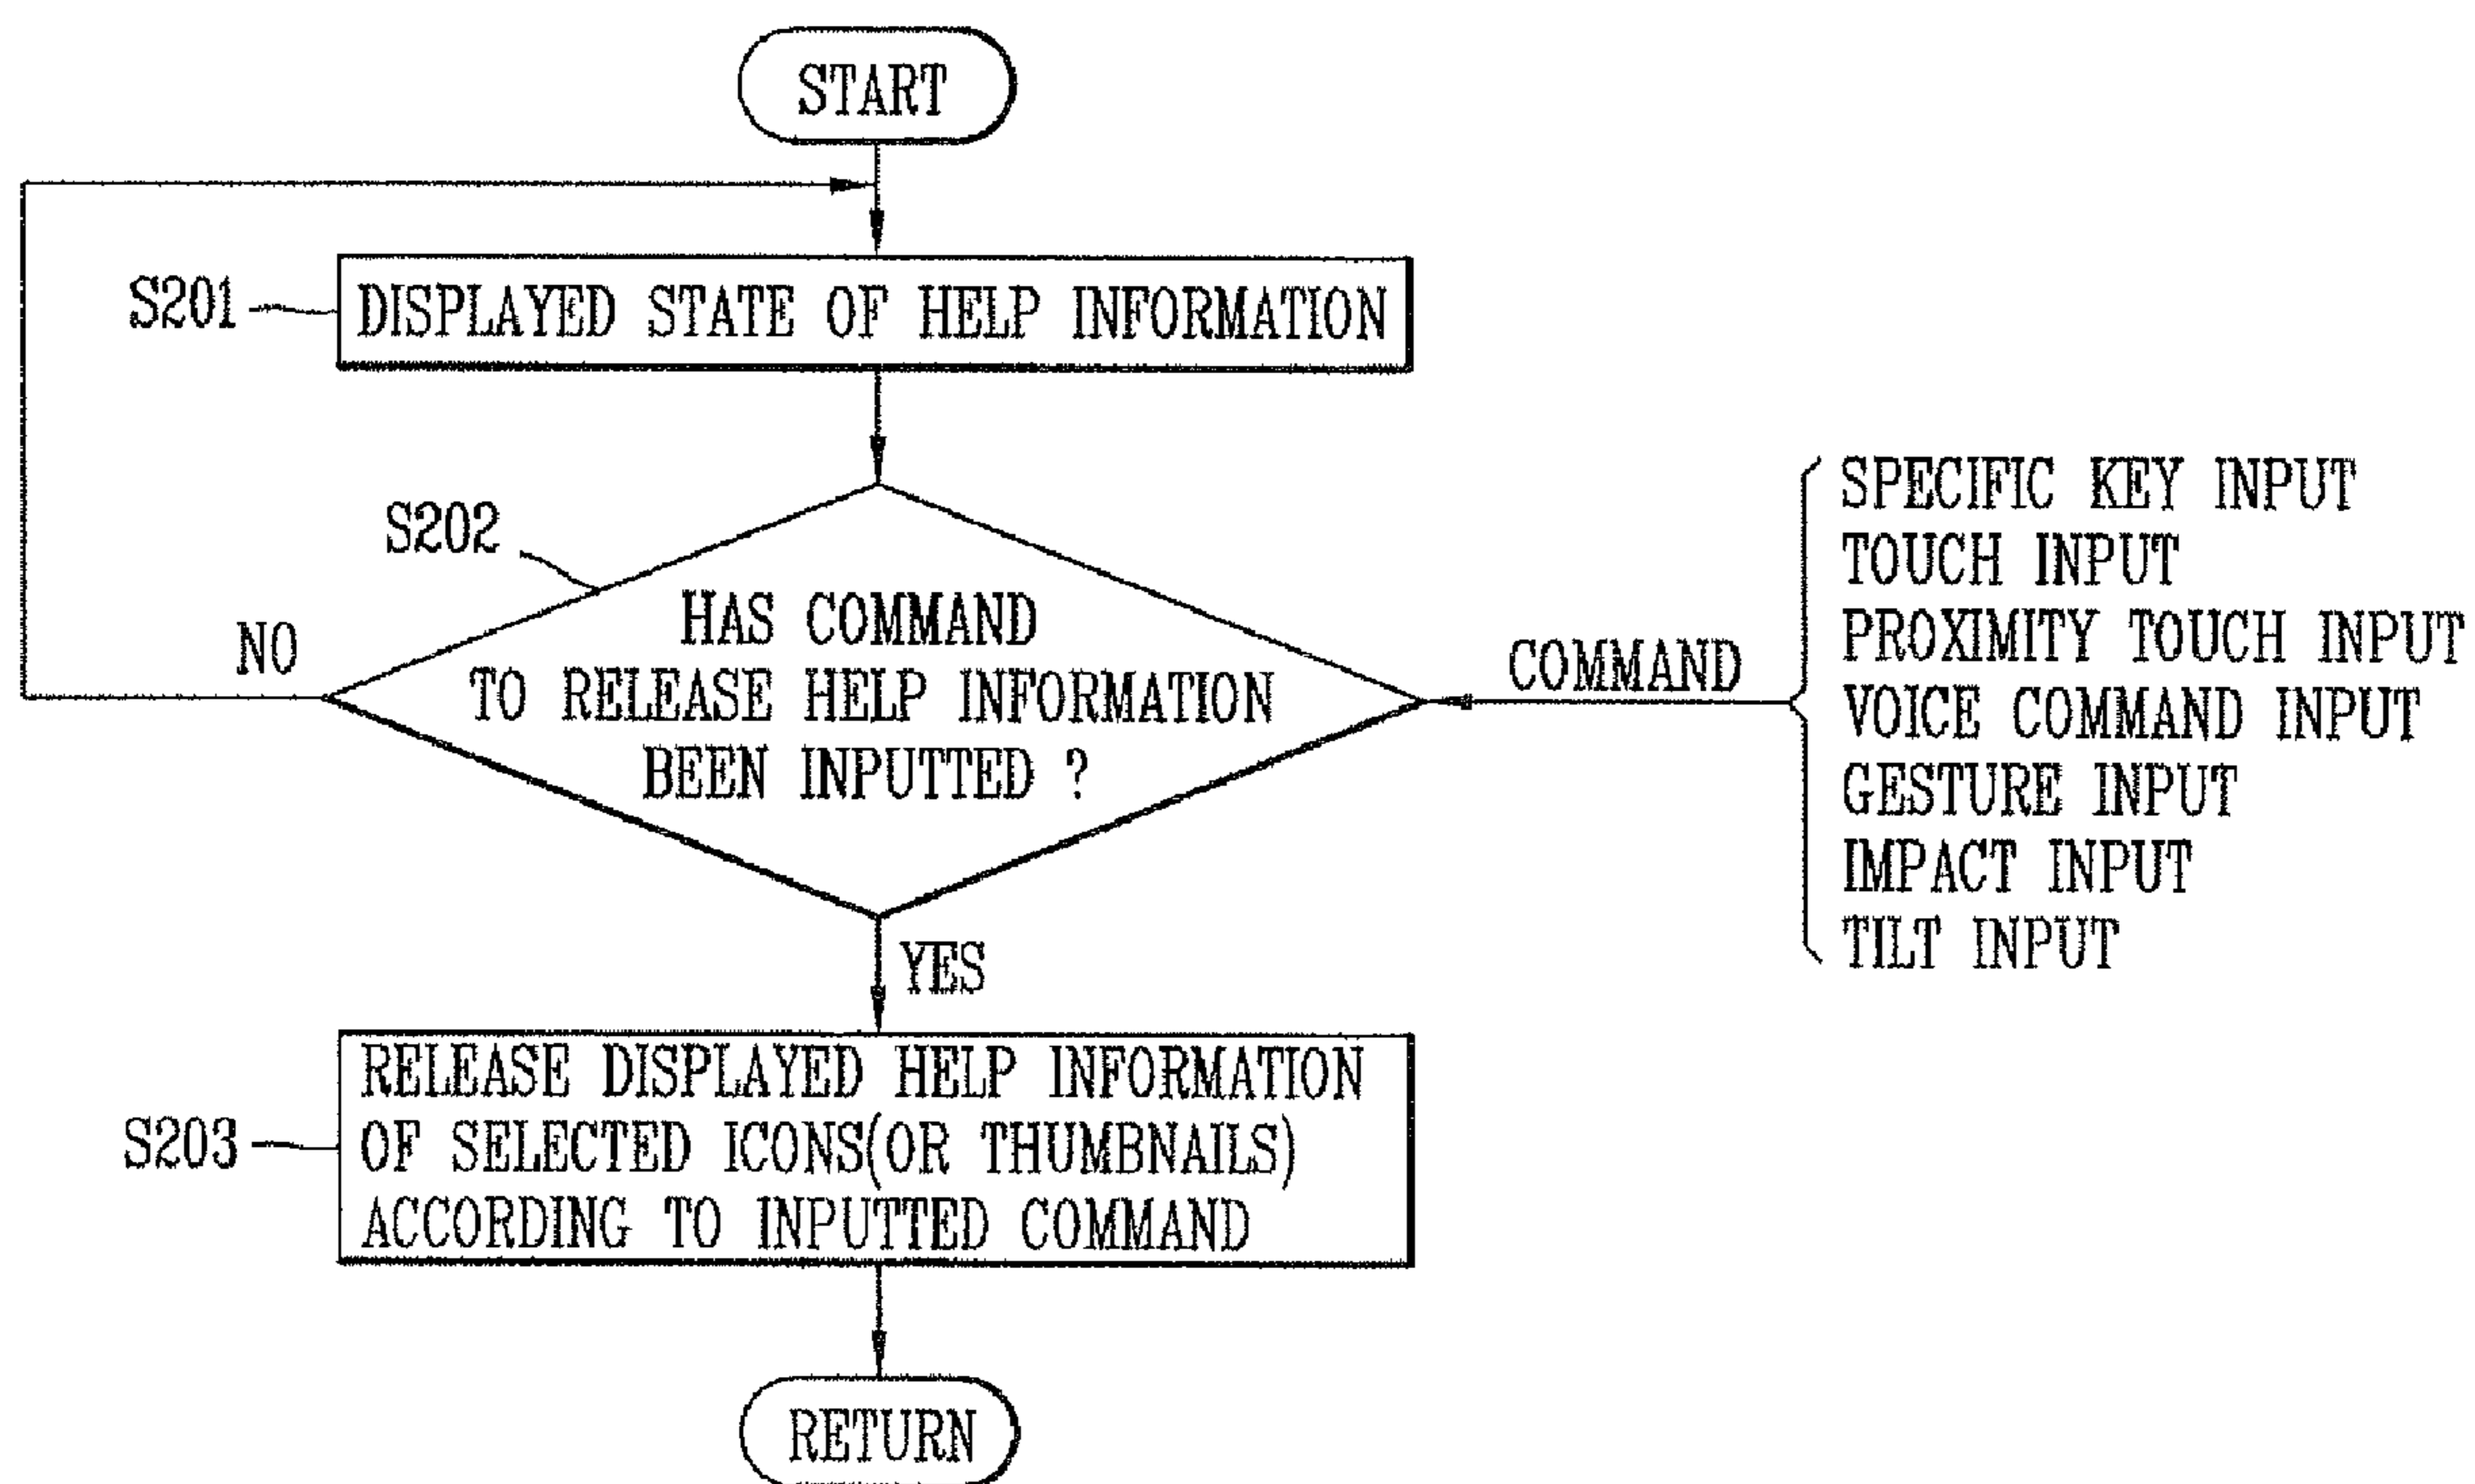 START
S201
DISPLAYED STATE OF HELP INFORMATION
S202
HAS COMMAND
TO RELEASE HELP INFORMATION
BEEN INPUTTED ?
NO
COMMAND
SPECIFIC KEY INPUT
TOUCH INPUT
PROXIMITY TOUCH INPUT
VOICE COMMAND INPUT
GESTURE INPUT
IMPACT INPUT
TILT INPUT
YES
S203
RELEASE DISPLAYED HELP INFORMATION
OF SELECTED ICONS(OR THUMBNAILS)
ACCORDING TO INPUTTED COMMAND
RETURN